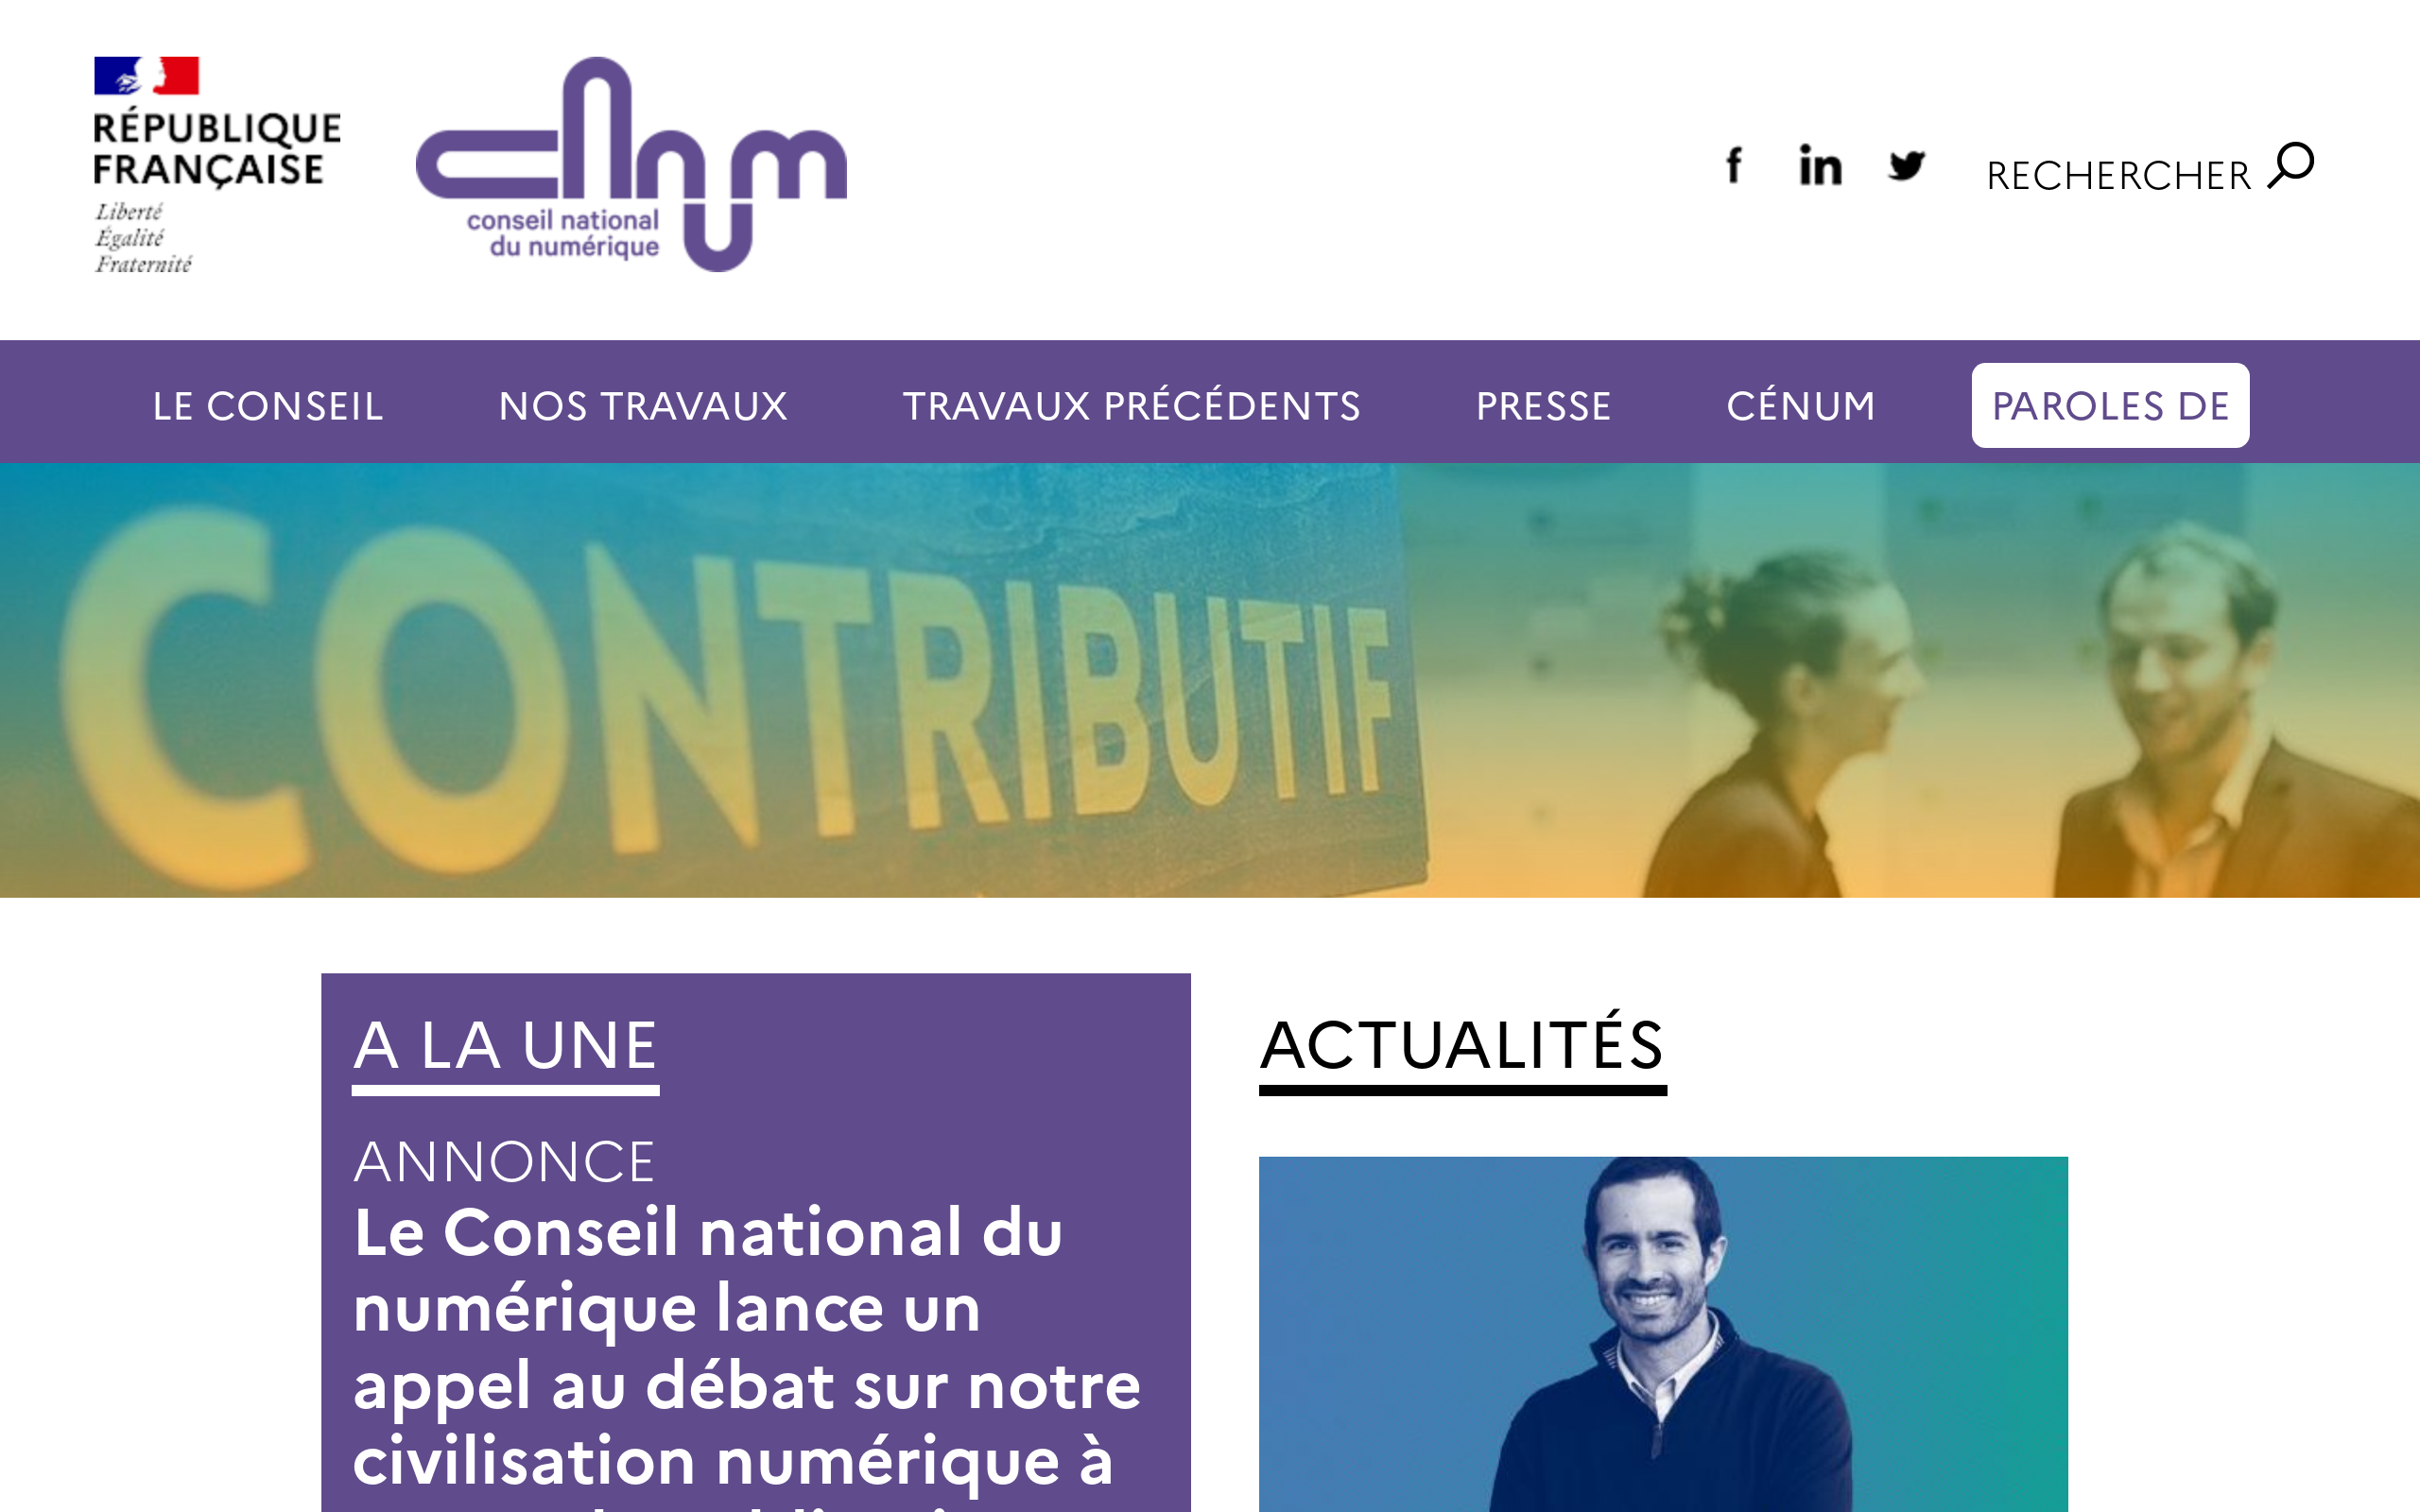 RÉPUBLIQUE
FRANÇAISE
Liberté
Égalité
Fraternité
cnnum
conseil national
du numérique
f in
RECHERCHER
LE CONSEIL NOS TRAVAUX TRAVAUX PRÉCÉDENTS PRESSE CÉNUM PAROLES DE
CONTRIBUTIF
A LA UNE
ANNONCE
Le Conseil national du
numérique lance un
appel au débat sur notre
civilisation numérique à
ACTUALITÉS